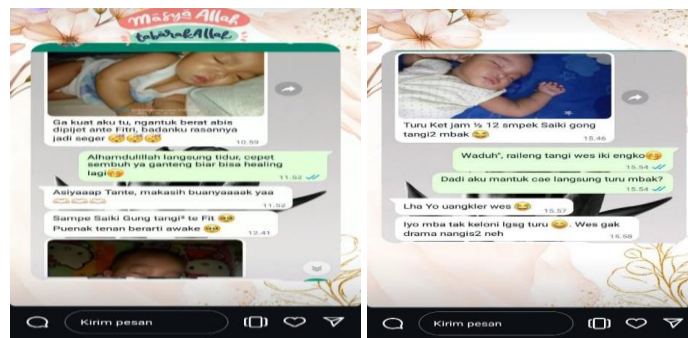 Masya Allah
tabarakAllah
Ga kuat aku tu, ngantuk berat abis
dipijet ante Fitri, badanku rasannya
jadi seger 😴😴😴
10.59
Alhamdulillah langsung tidur, cepet
sembuh ya ganteng biar bisa healing
lagi😘
11.52
Asiyaaap Tante, makasih buanyaaaak yaa
🫶🏻🫶🏻🫶🏻
11.52
Sampe Saiki Gung tangi² te Fit 🥹
Puenak tenan berarti awake 🥹
12.41
Kirim pesan
Turu Ket jam ½ 12 smpek Saiki gong
tangi2 mbak 😂
15.46
Waduh", raileng tangi wes iki engko😘
15.54
Dadi aku mantuk cae langsung turu mbak?
15.54
Lha Yo uangkler wes 😂
15.57
Iyo mba tak keloni lgsg turu 😂. Wes gak
drama nangis2 neh
15.58
Kirim pesan